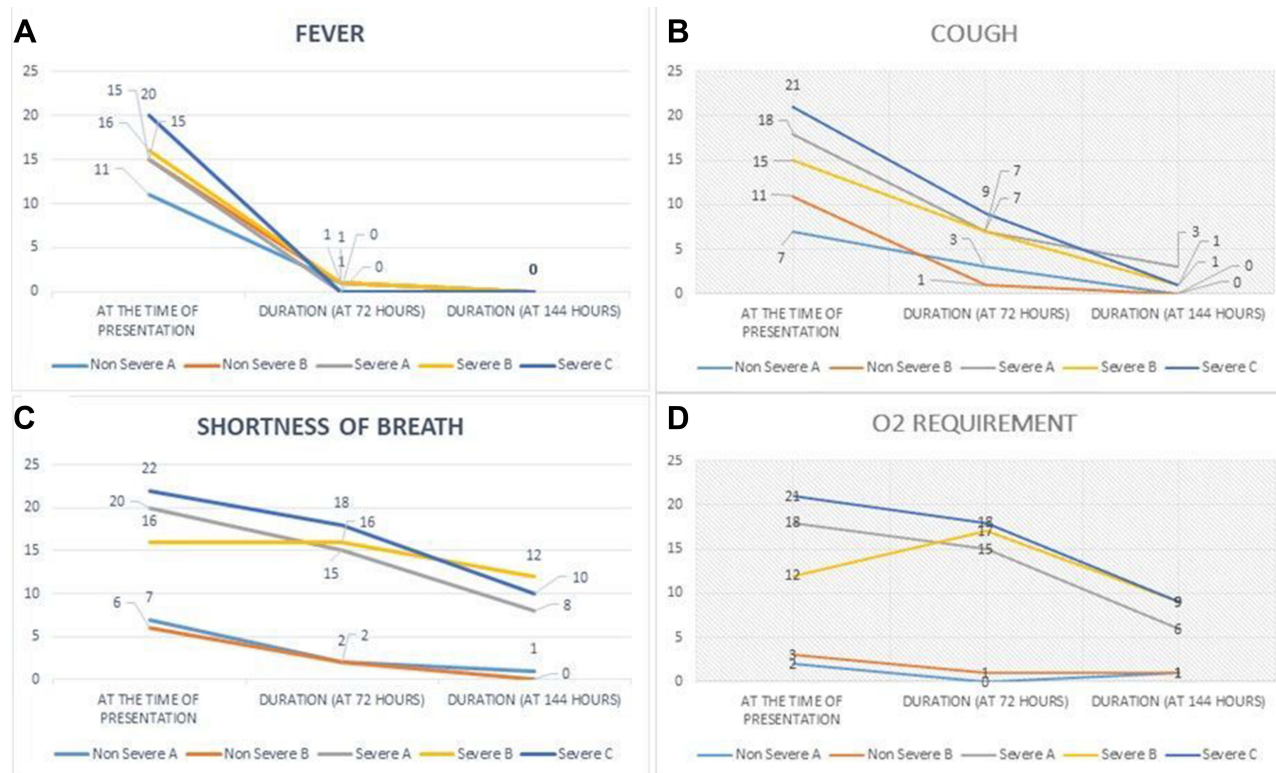 A
FEVER
25
20
15
10
5
0
15
20
16
15
11
1
1
0
1
0
0
AT THE TIME OF PRESENTATION
DURATION (AT 72 HOURS)
DURATION (AT 144 HOURS)
Non Severe A
Non Severe B
Severe A
Severe B
Severe C
B
COUGH
25
20
15
10
5
0
21
18
15
11
7
9
7
7
3
1
3
1
1
0
0
AT THE TIME OF PRESENTATION
DURATION (AT 72 HOURS)
DURATION (AT 144 HOURS)
Non Severe A
Non Severe B
Severe A
Severe B
Severe C
C
SHORTNESS OF BREATH
25
20
15
10
5
0
22
20
16
7
6
18
16
15
2
2
12
10
8
1
0
AT THE TIME OF PRESENTATION
DURATION (AT 72 HOURS)
DURATION (AT 144 HOURS)
Non Severe A
Non Severe B
Severe A
Severe B
Severe C
D
O2 REQUIREMENT
25
20
15
10
5
0
21
18
12
3
2
18
17
15
1
0
9
6
1
AT THE TIME OF PRESENTATION
DURATION (AT 72 HOURS)
DURATION (AT 144 HOURS)
Non Severe A
Non Severe B
Severe A
Severe B
Severe C